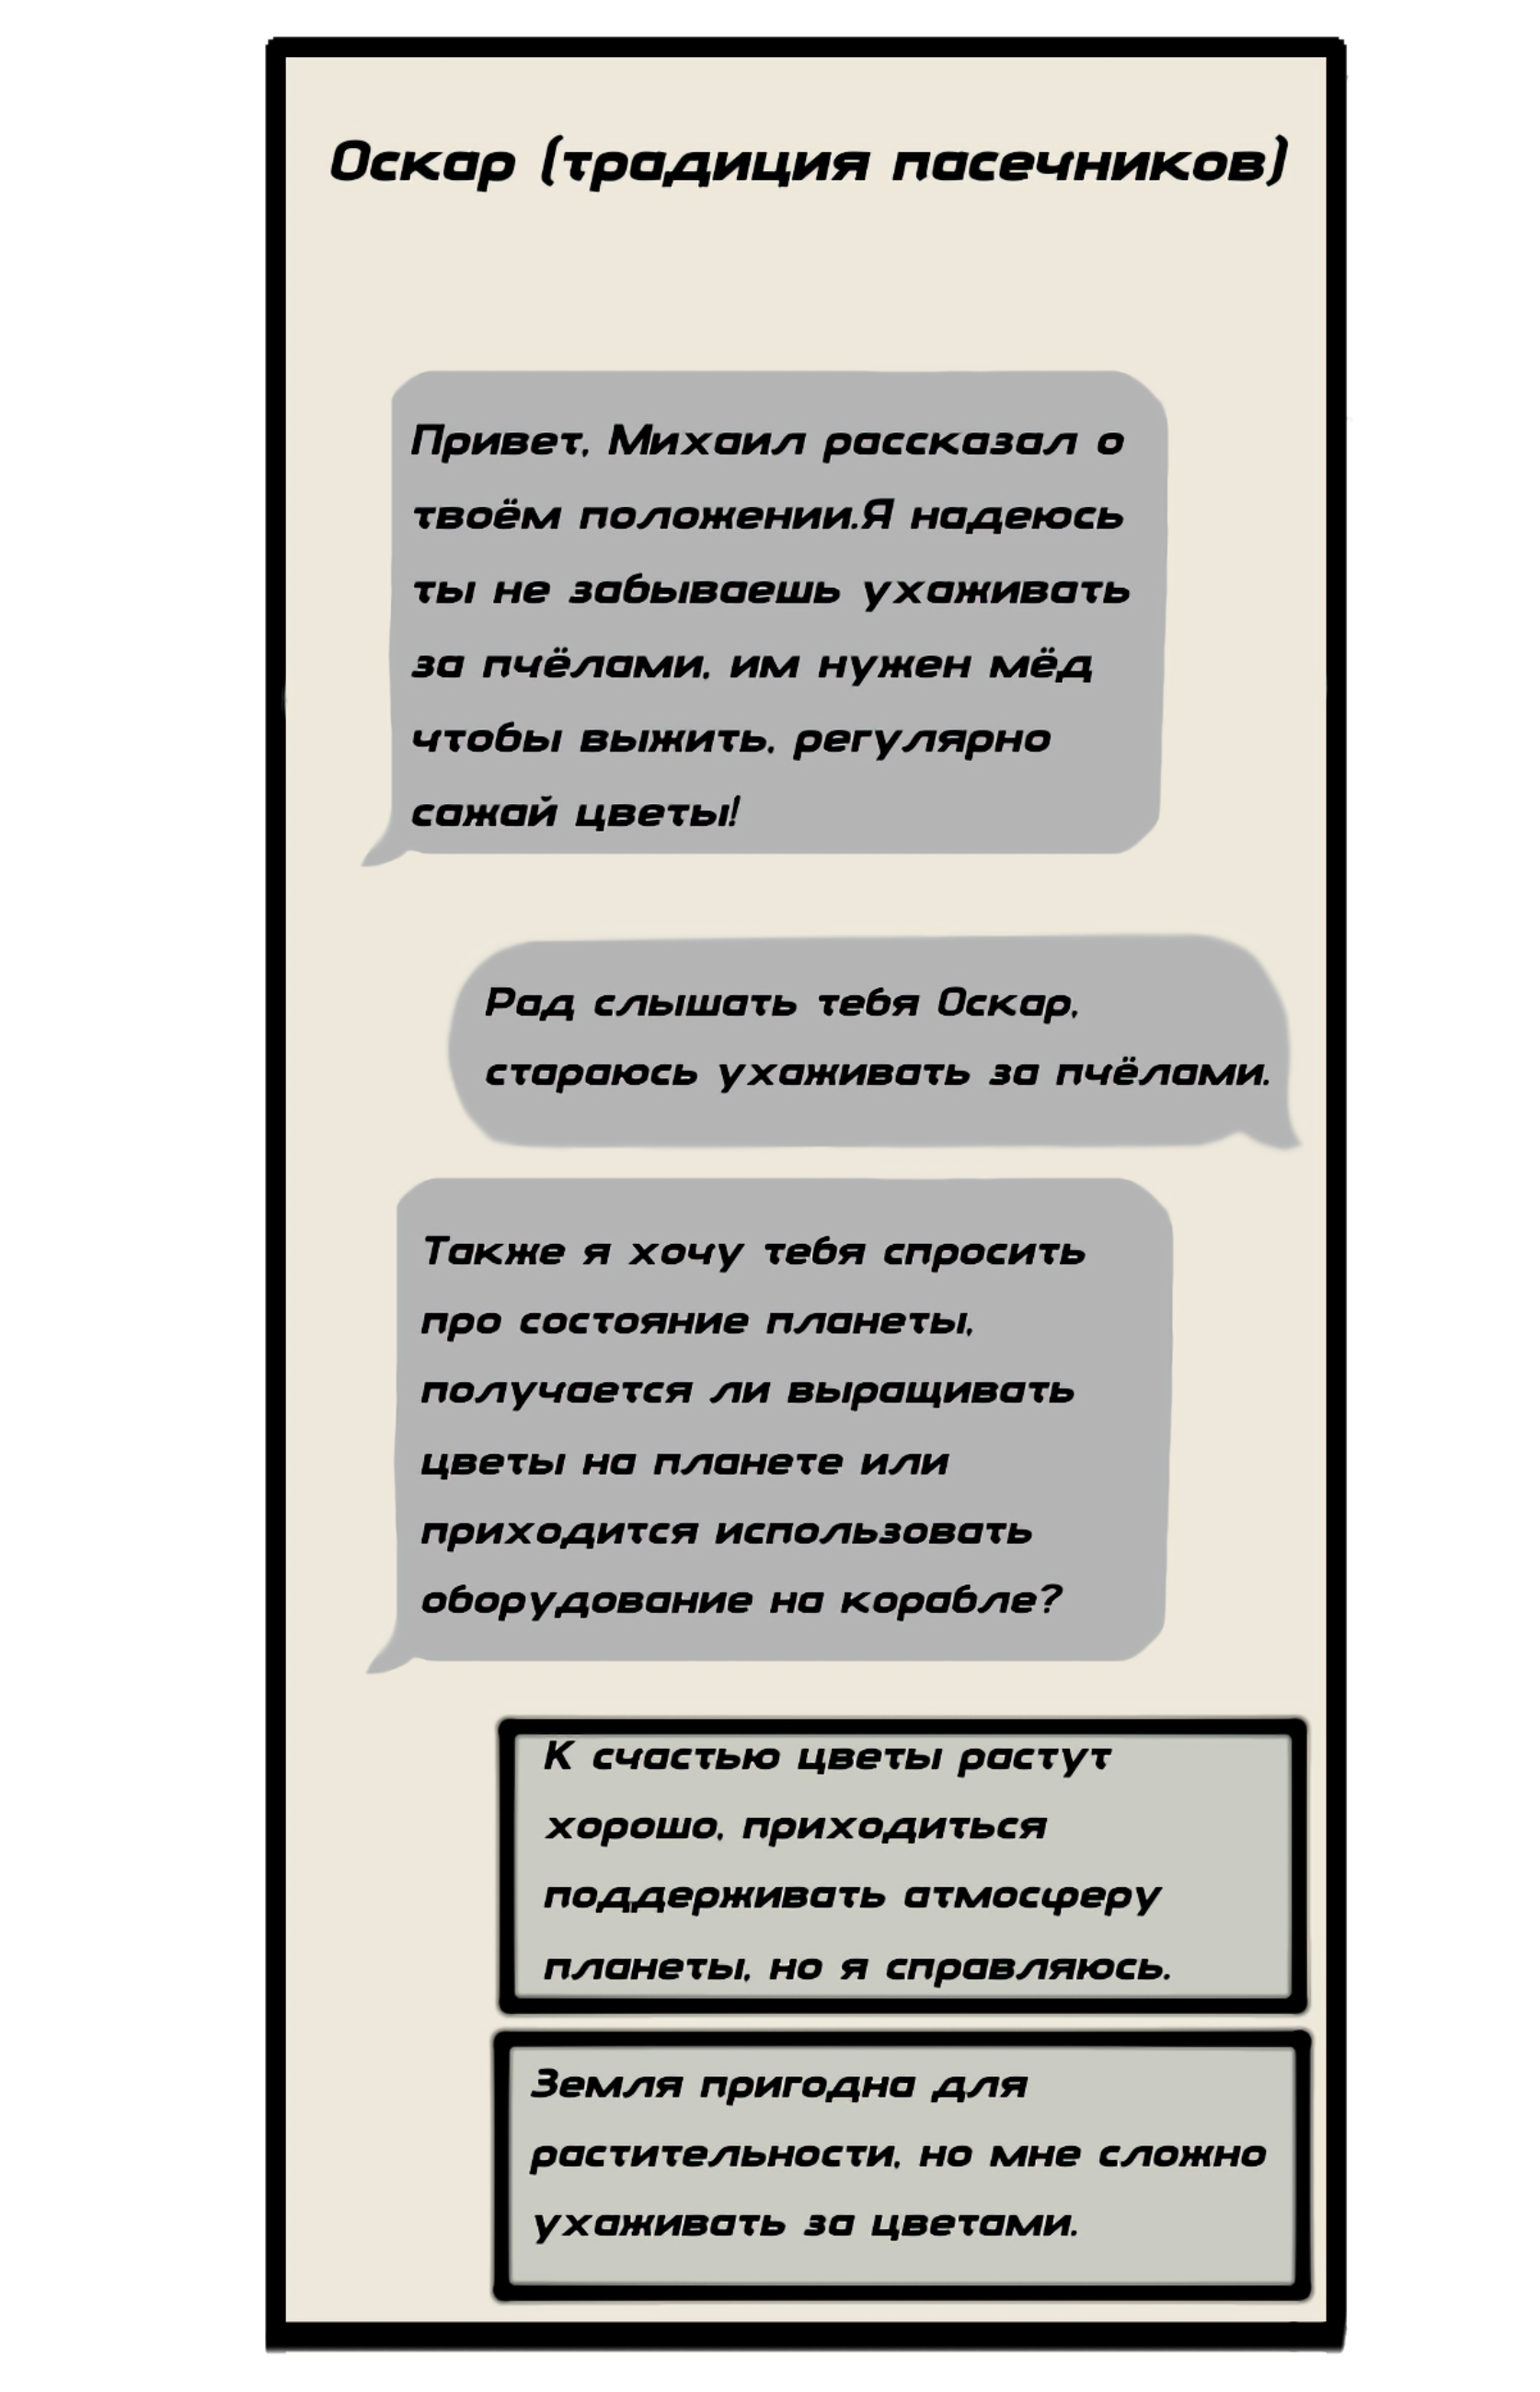 Оскар (традиция пасечников)
Привет, Михаил рассказал о
твоём положении.Я надеюсь
ты не забываешь ухаживать
за пчёлами, им нужен мёд
чтобы выжить, регулярно
сажай цветы!
Рад слышать тебя Оскар,
стараюсь ухаживать за пчёлами.
Также я хочу тебя спросить
про состояние планеты,
получается ли выращивать
цветы на планете или
приходится использовать
оборудование на корабле?
К счастью цветы растут
хорошо, приходиться
поддерживать атмосферу
планеты, но я справляюсь.
Земля пригодна для
растительности, но мне сложно
ухаживать за цветами.